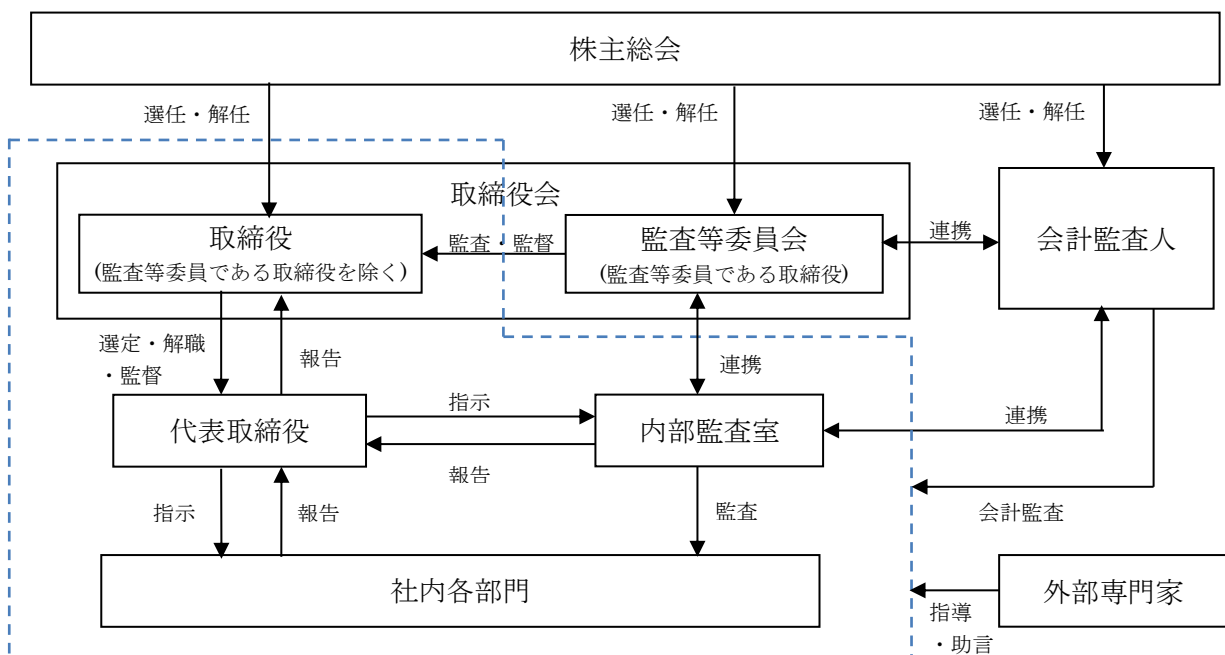 株主総会
選任・解任
選任・解任
選任・解任
取締役会
取締役
(監査等委員である取締役を除く)
監査・監督
監査等委員会
(監査等委員である取締役)
連携
会計監査人
選定・解職
・監督
報告
連携
代表取締役
指示
報告
内部監査室
連携
指示
報告
監査
会計監査
社内各部門
外部専門家
指導
・助言